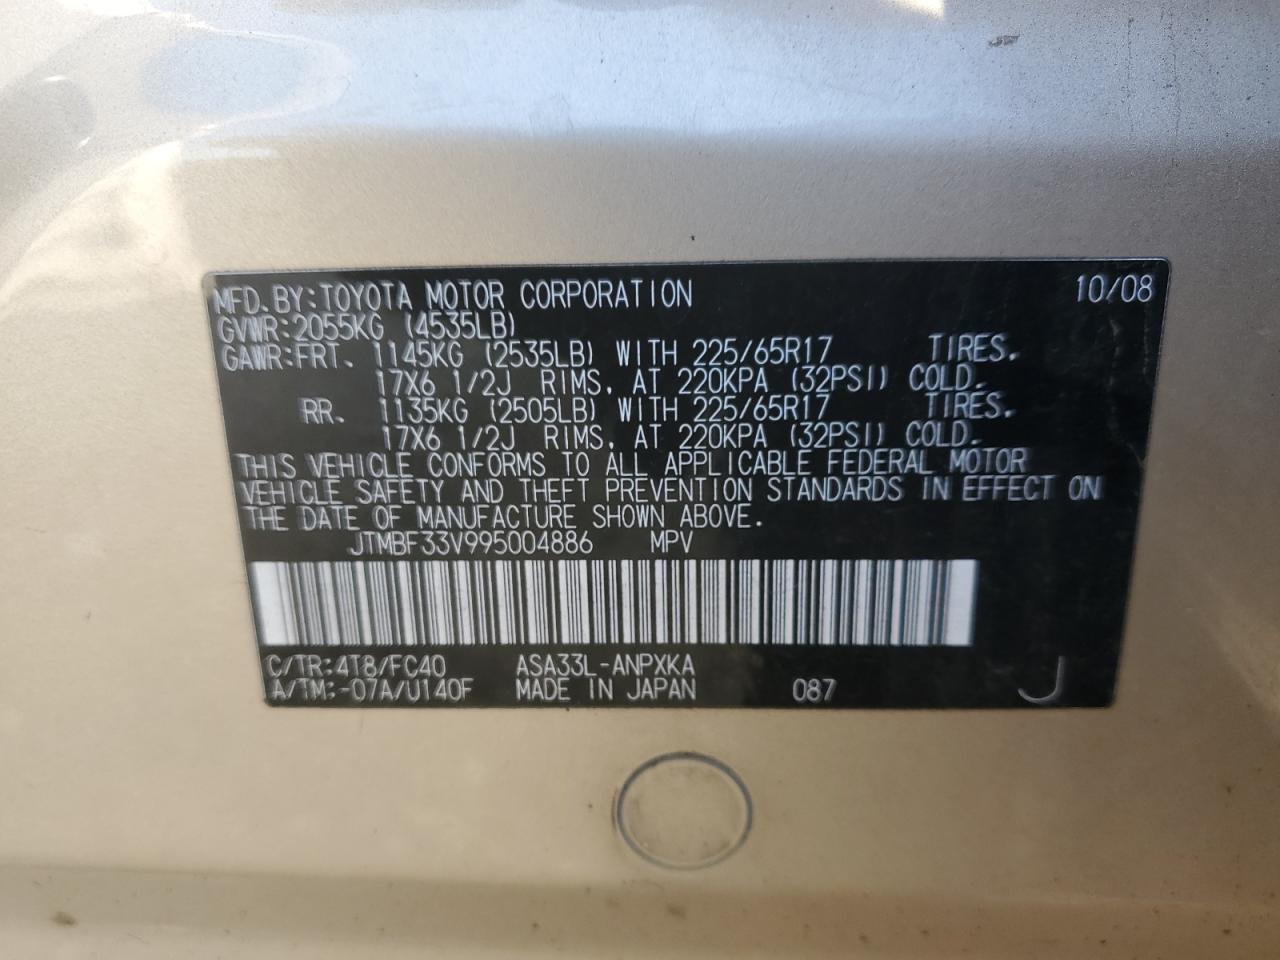 MFD. BY: TOYOTA MOTOR CORPORATION 10/08
GVWR: 2055KG (4535LB)
GAWR: FRT. 1145KG (2535LB) WITH 225/65R17 TIRES.
17X6 1/2J RIMS, AT 220KPA (32PSI) COLD.
RR. 1135KG (2505LB) WITH 225/65R17 TIRES.
17X6 1/2J RIMS, AT 220KPA (32PSI) COLD.
THIS VEHICLE CONFORMS TO ALL APPLICABLE FEDERAL MOTOR
VEHICLE SAFETY AND THEFT PREVENTION STANDARDS IN EFFECT ON
THE DATE OF MANUFACTURE SHOWN ABOVE.
JTMBF33V995004886 MPV
C/TR: 4T8/FC40 ASA33L-ANPXKA
A/TM: -07A/U140F MADE IN JAPAN 087 J